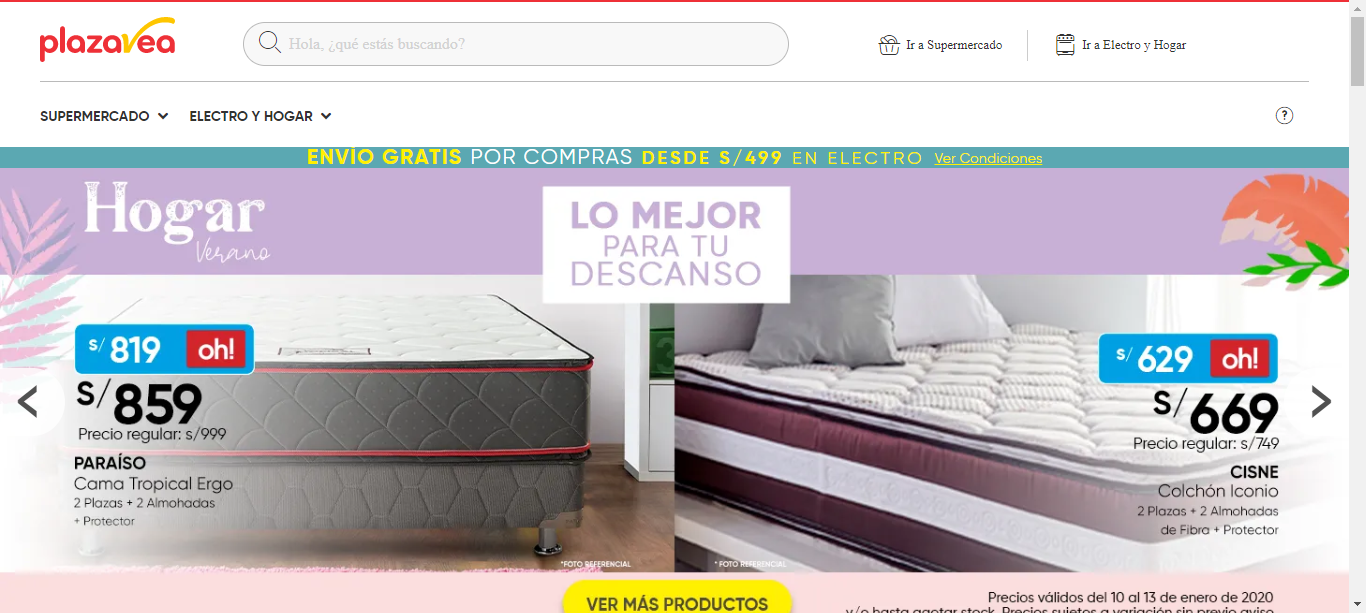 plazavea
Hola, ¿qué estás buscando?
Ir a Supermercado
Ir a Electro y Hogar
SUPERMERCADO
ELECTRO Y HOGAR
?
ENVÍO GRATIS POR COMPRAS DESDE S/499 EN ELECTRO Ver Condiciones
Hogar
Verano
LO MEJOR
PARA TU
DESCANSO
S/ 819 oh!
S/859
Precio regular: s/999
PARAÍSO
Cama Tropical Ergo
2 Plazas + 2 Almohadas
+ Protector
*FOTO REFERENCIAL
S/ 629 oh!
S/669
Precio regular: s/749
CISNE
Colchón Iconio
2 Plazas + 2 Almohadas
de Fibra + Protector
* FOTO REFERENCIAL
VER MÁS PRODUCTOS
Precios válidos del 10 al 13 de enero de 2020
y/o hasta agotar stock. Precios sujetos a variación sin previo aviso